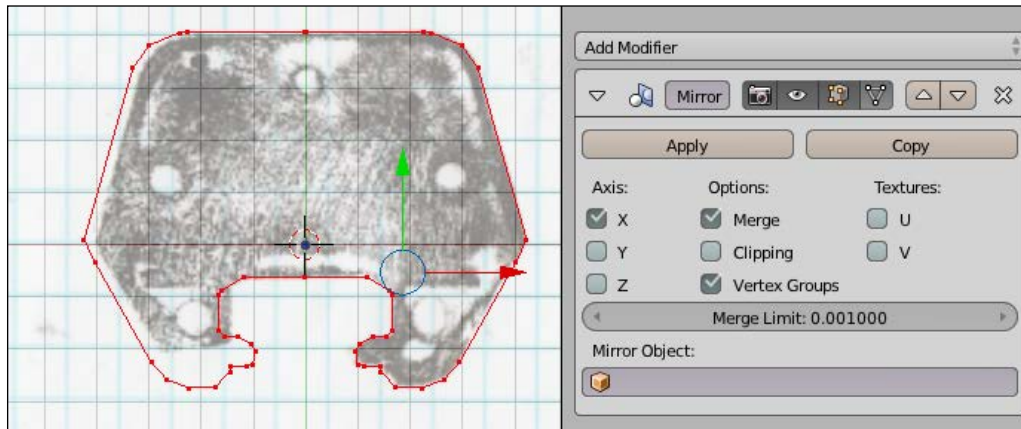 Add Modifier
Mirror
Apply Copy
Axis: Options: Textures:
X Merge U
Y Clipping V
Z Vertex Groups
Merge Limit: 0.001000
Mirror Object: